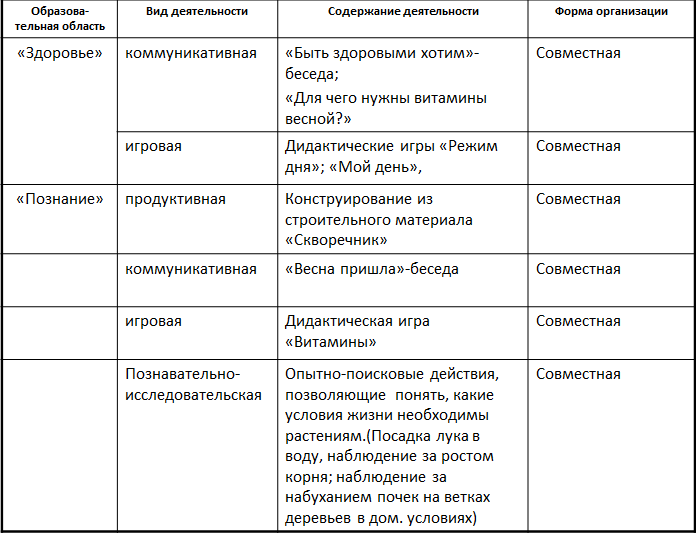 Образова-
тельная область
Вид деятельности
Содержание деятельности
Форма организации
«Здоровье»
коммуникативная
«Быть здоровыми хотим»-
беседа;
«Для чего нужны витамины
весной?»
Совместная
игровая
Дидактические игры «Режим
дня»; «Мой день»,
Совместная
«Познание»
продуктивная
Конструирование из
строительного материала
«Скворечник»
Совместная
коммуникативная
«Весна пришла»-беседа
Совместная
игровая
Дидактическая игра
«Витамины»
Совместная
Познавательно-
исследовательская
Опытно-поисковые действия,
позволяющие понять, какие
условия жизни необходимы
растениям.(Посадка лука в
воду, наблюдение за ростом
корня; наблюдение за
набуханием почек на ветках
деревьев в дом. условиях)
Совместная